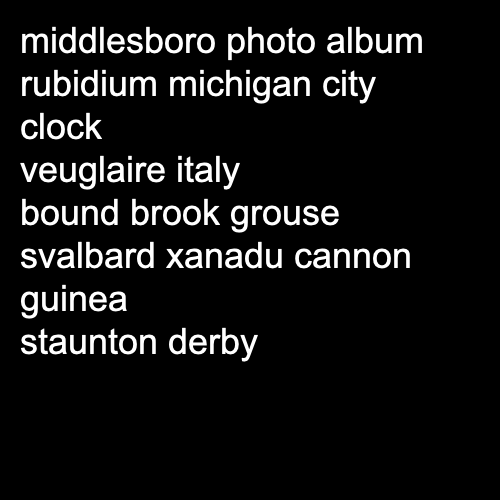 middlesboro photo album
rubidium michigan city
clock
veuglaire italy
bound brook grouse
svalbard xanadu cannon
guinea
staunton derby